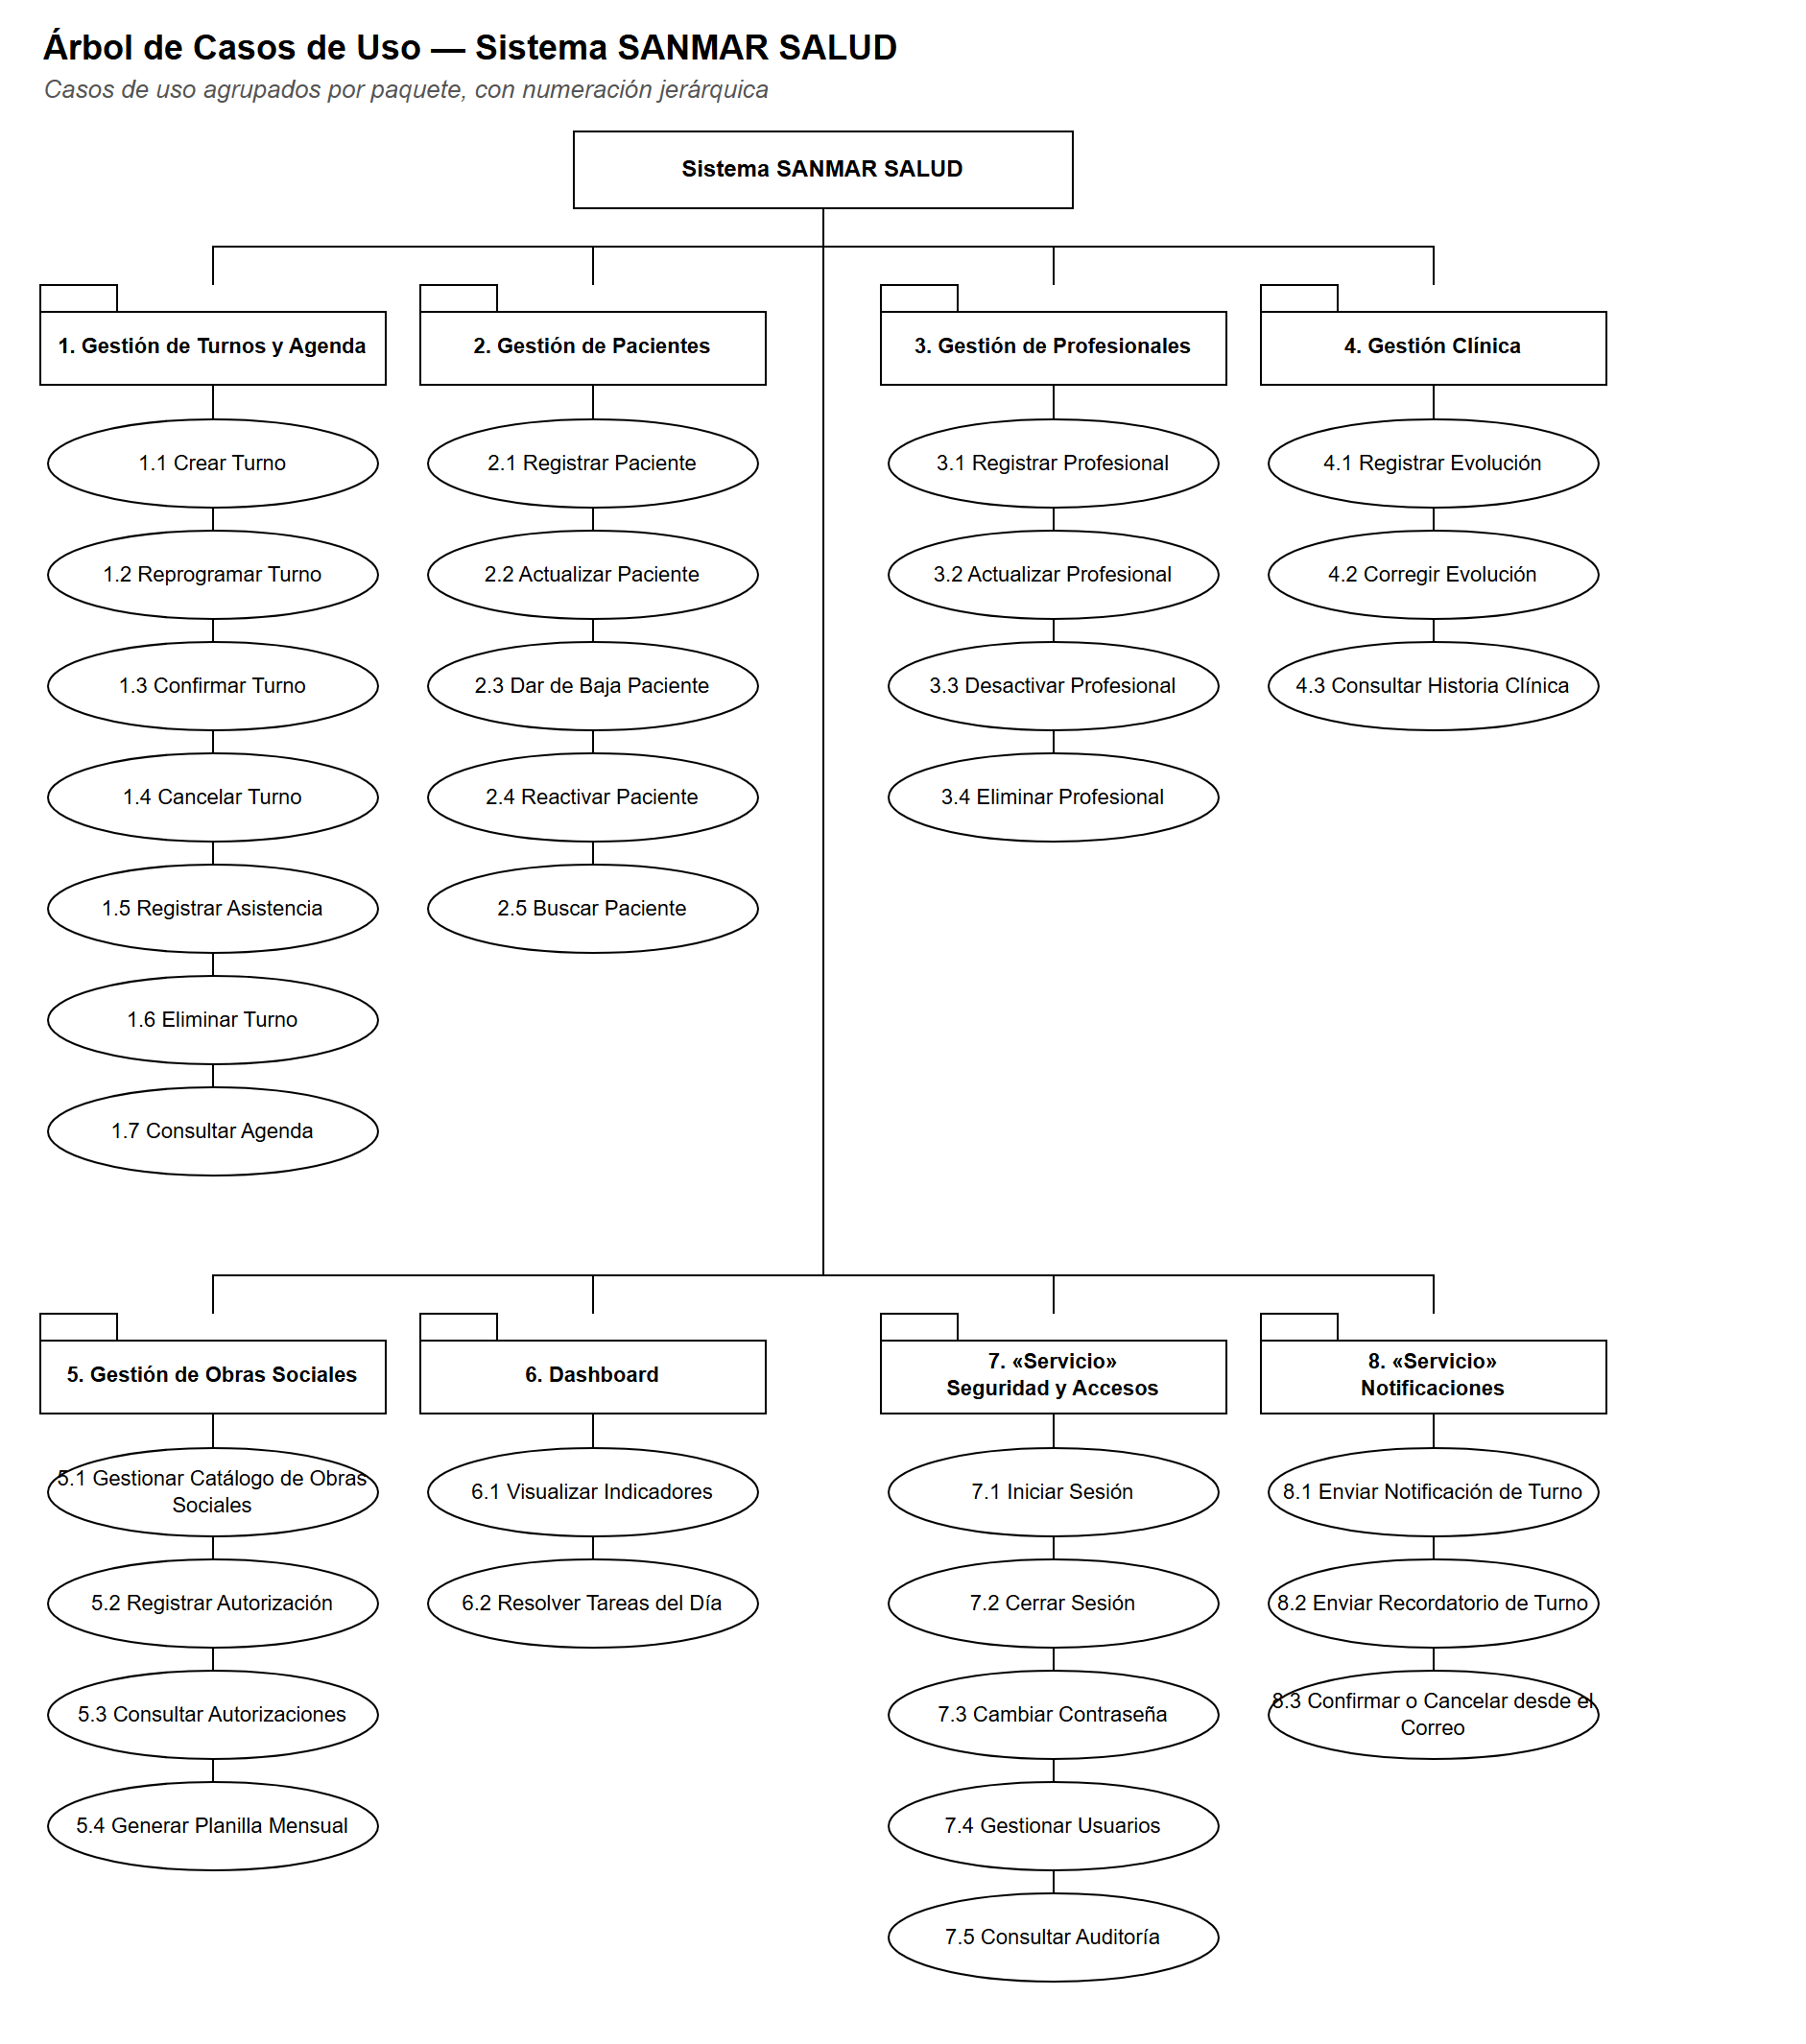 Árbol de Casos de Uso — Sistema SANMAR SALUD
Casos de uso agrupados por paquete, con numeración jerárquica
Sistema SANMAR SALUD
1. Gestión de Turnos y Agenda
1.1 Crear Turno
1.2 Reprogramar Turno
1.3 Confirmar Turno
1.4 Cancelar Turno
1.5 Registrar Asistencia
1.6 Eliminar Turno
1.7 Consultar Agenda
2. Gestión de Pacientes
2.1 Registrar Paciente
2.2 Actualizar Paciente
2.3 Dar de Baja Paciente
2.4 Reactivar Paciente
2.5 Buscar Paciente
3. Gestión de Profesionales
3.1 Registrar Profesional
3.2 Actualizar Profesional
3.3 Desactivar Profesional
3.4 Eliminar Profesional
4. Gestión Clínica
4.1 Registrar Evolución
4.2 Corregir Evolución
4.3 Consultar Historia Clínica
5. Gestión de Obras Sociales
5.1 Gestionar Catálogo de Obras
Sociales
5.2 Registrar Autorización
5.3 Consultar Autorizaciones
5.4 Generar Planilla Mensual
6. Dashboard
6.1 Visualizar Indicadores
6.2 Resolver Tareas del Día
7. «Servicio»
Seguridad y Accesos
7.1 Iniciar Sesión
7.2 Cerrar Sesión
7.3 Cambiar Contraseña
7.4 Gestionar Usuarios
7.5 Consultar Auditoría
8. «Servicio»
Notificaciones
8.1 Enviar Notificación de Turno
8.2 Enviar Recordatorio de Turno
8.3 Confirmar o Cancelar desde el
Correo